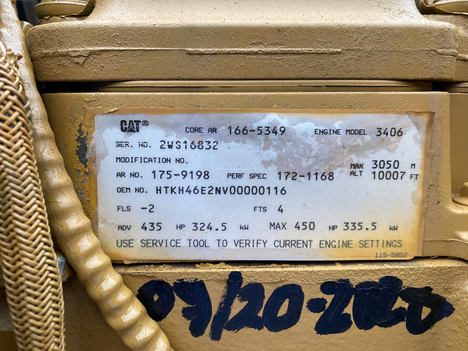 CAT® CORE AR 166-5349 ENGINE MODEL 3406
SER. NO. 2WS16832
MODIFICATION NO.
MAX ALT 3050 M 10007 FT
AR NO. 175-9198 PERF SPEC 172-1168
OEM NO. HTKH46E2NV00000116
FLS -2 FTS 4
ADV 435 HP 324.5 kW MAX 450 HP 335.5 kW
USE SERVICE TOOL TO VERIFY CURRENT ENGINE SETTINGS
115-5852
/20-2020